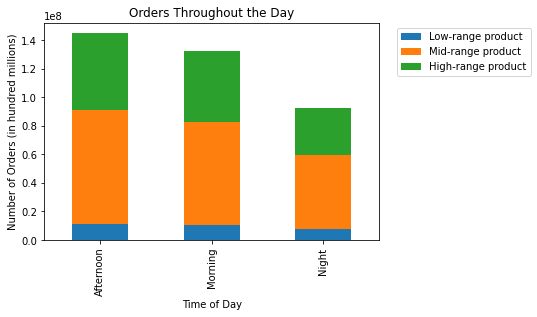 Orders Throughout the Day
1e8
Number of Orders (in hundred millions)
1.4
1.2
1.0
0.8
0.6
0.4
0.2
0.0
Afternoon
Morning
Night
Time of Day
Low-range product
Mid-range product
High-range product